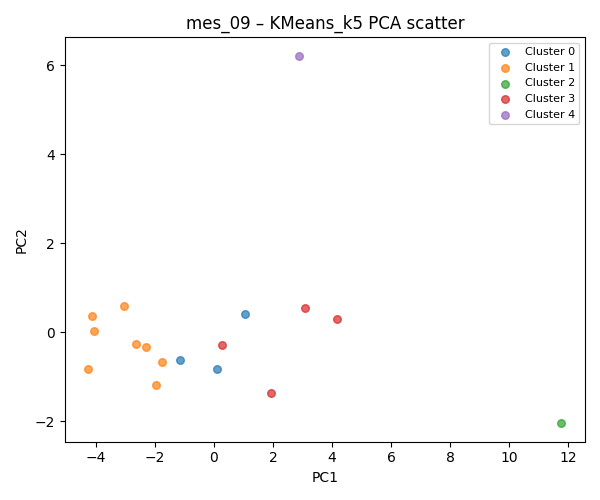 mes_09 – KMeans_k5 PCA scatter
Cluster 0
Cluster 1
Cluster 2
Cluster 3
Cluster 4
6
4
2
0
−2
PC2
−4 −2 0 2 4 6 8 10 12
PC1